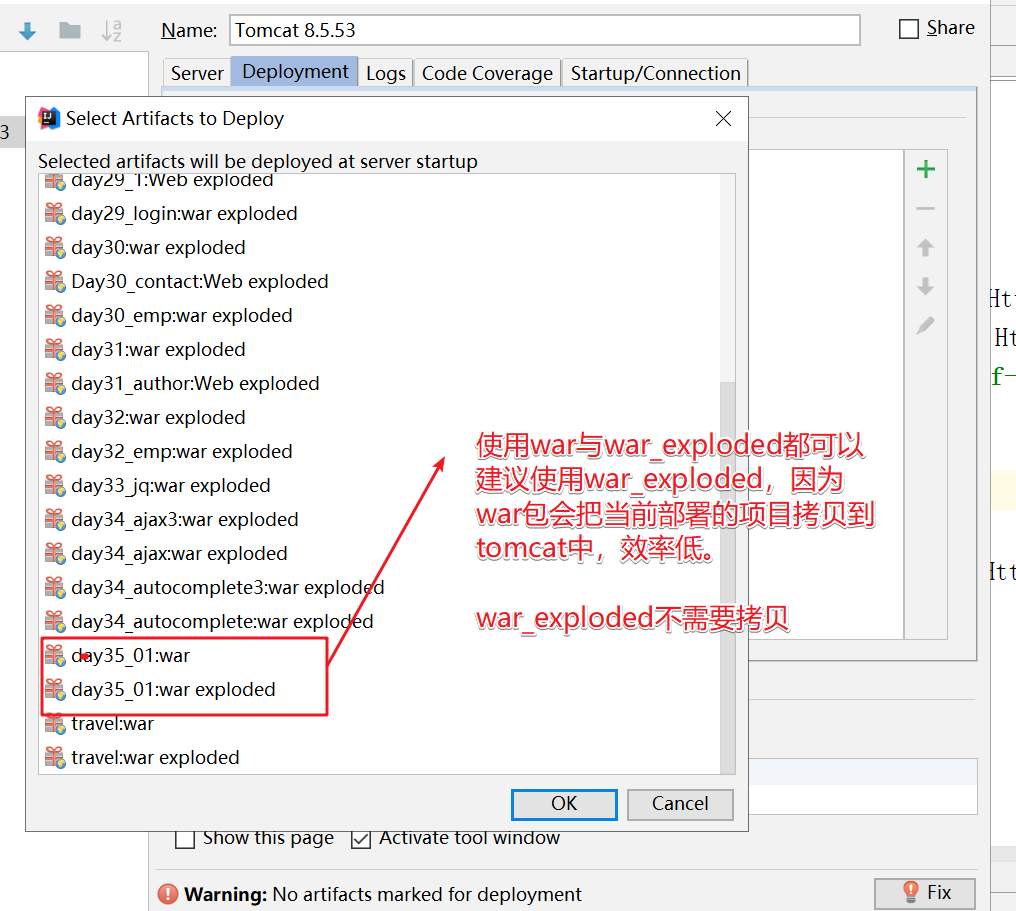 Name:
Tomcat 8.5.53
Share
Server
Deployment
Logs
Code Coverage
Startup/Connection
Select Artifacts to Deploy
3
Selected artifacts will be deployed at server startup
day29_1:Web exploded
day29_login:war exploded
day30:war exploded
Day30_contact:Web exploded
day30_emp:war exploded
day31:war exploded
day31_author:Web exploded
day32:war exploded
day32_emp:war exploded
day33_jq:war exploded
day34_ajax3:war exploded
day34_ajax:war exploded
day34_autocomplete3:war exploded
day34_autocomplete:war exploded
day35_01:war
day35_01:war exploded
travel:war
travel:war exploded
使用war与war_exploded都可以
建议使用war_exploded，因为
war包会把当前部署的项目拷贝到
tomcat中，效率低。
war_exploded不需要拷贝
OK
Cancel
Show this page
Activate tool window
Warning: No artifacts marked for deployment
Fix